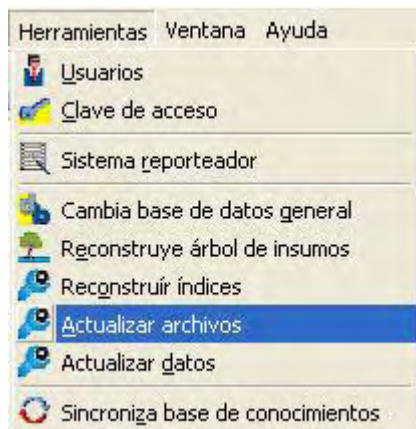 Herramientas Ventana Ayuda
Usuarios
Clave de acceso
Sistema reporteador
Cambia base de datos general
Reconstruye árbol de insumos
Reconstruír índices
Actualizar archivos
Actualizar datos
Sincroniza base de conocimientos